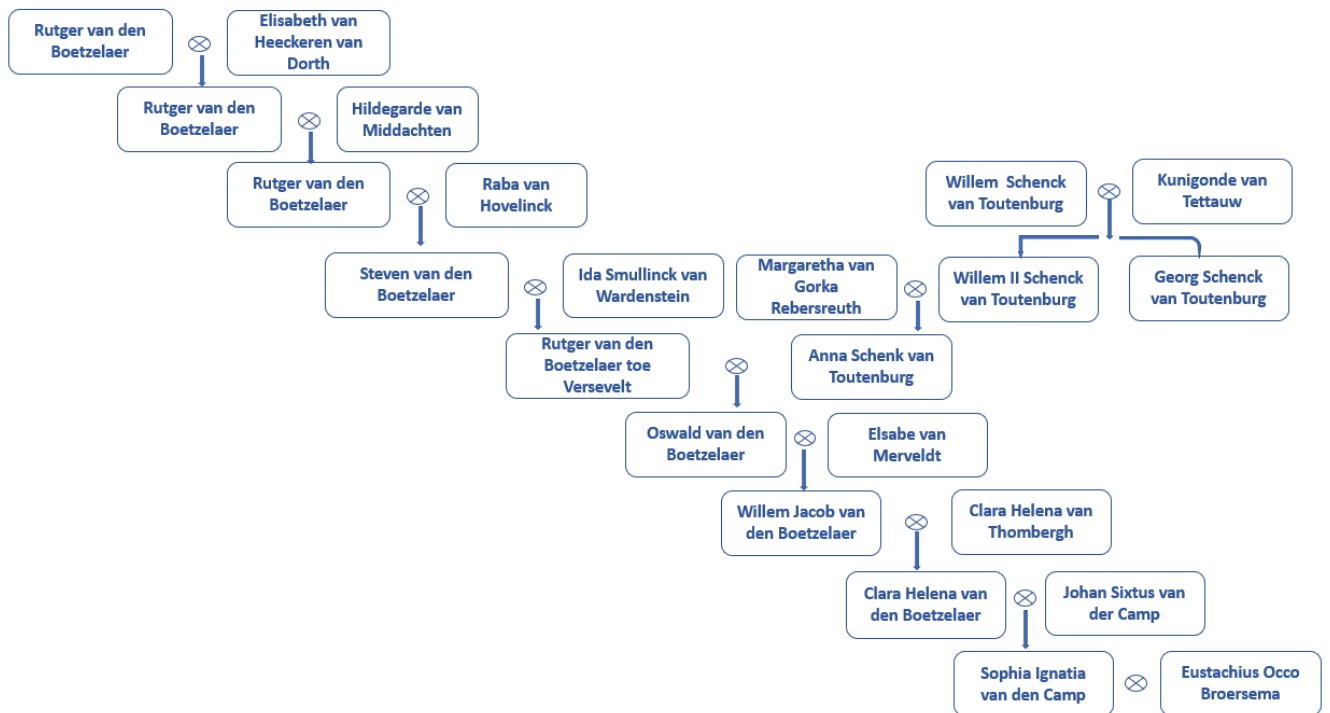 Rutger van den
Boetzelaer
Elisabeth van
Heeckeren van
Dorth
Rutger van den
Boetzelaer
Hildegarde van
Middachten
Rutger van den
Boetzelaer
Raba van
Hovelinck
Willem Schenck
van Toutenburg
Kunigonde van
Tettauw
Steven van den
Boetzelaer
Ida Smullinck van
Wardenstein
Margaretha van
Gorka
Rebersreuth
Willem II Schenck
van Toutenburg
Georg Schenck
van Toutenburg
Rutger van den
Boetzelaer toe
Versevelt
Anna Schenk van
Toutenburg
Oswald van den
Boetzelaer
Elsabe van
Merveldt
Willem Jacob van
den Boetzelaer
Clara Helena van
Thombergh
Clara Helena van
den Boetzelaer
Johan Sixtus van
der Camp
Sophia Ignatia
van den Camp
Eustachius Occo
Broersema